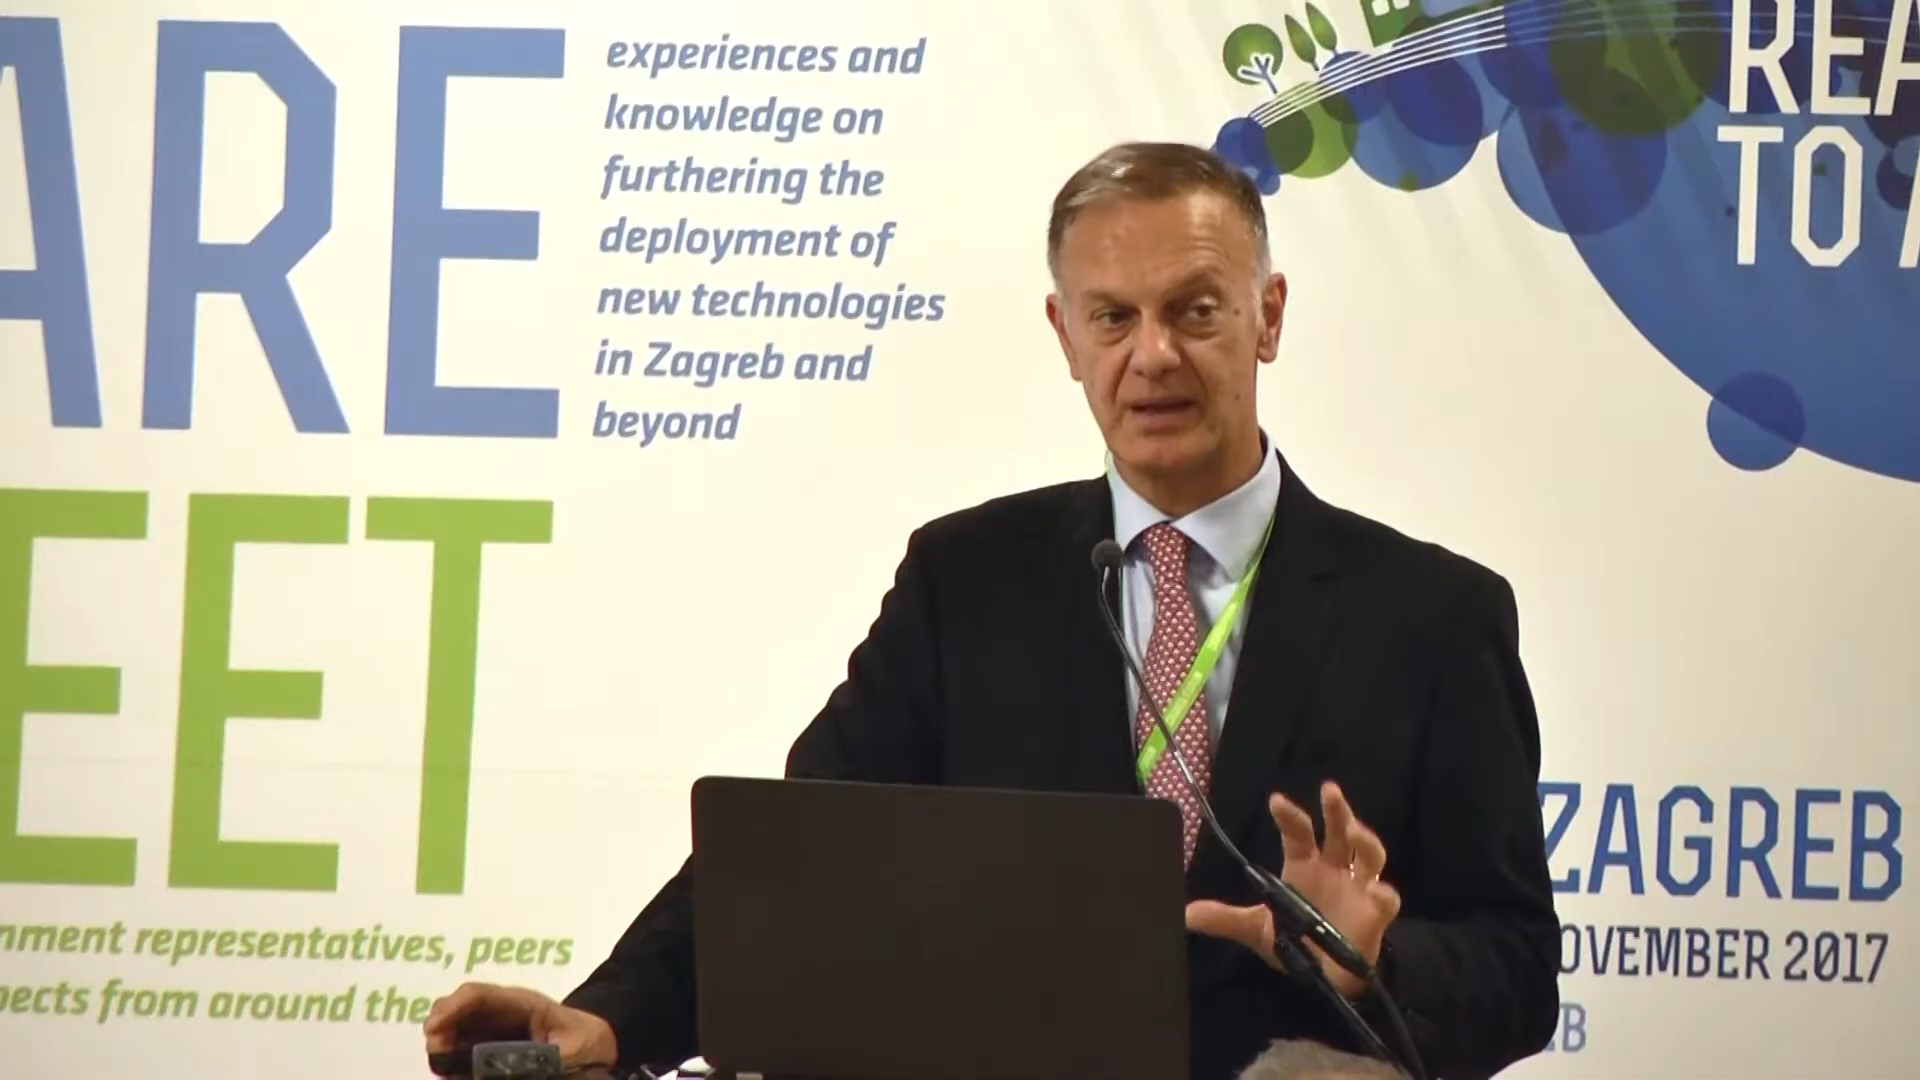 ARE
experiences and
knowledge on
furthering the
deployment of
new technologies
in Zagreb and
beyond
EET
nment representatives, peers
pects from around the
REA
TO A
ZAGREB
OVEMBER 2017
EB